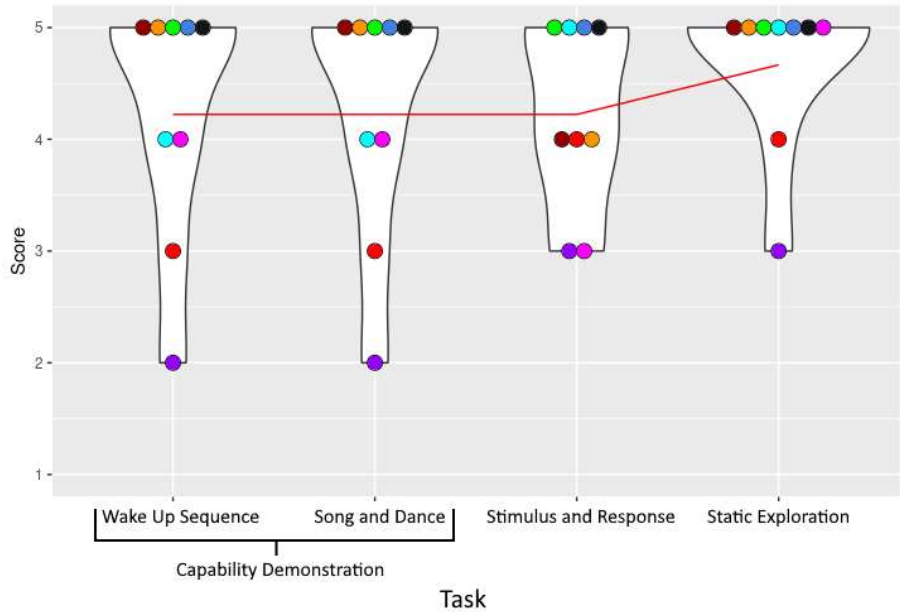 5
4
3
2
1
Score
Wake Up Sequence
Song and Dance
Stimulus and Response
Static Exploration
Capability Demonstration
Task